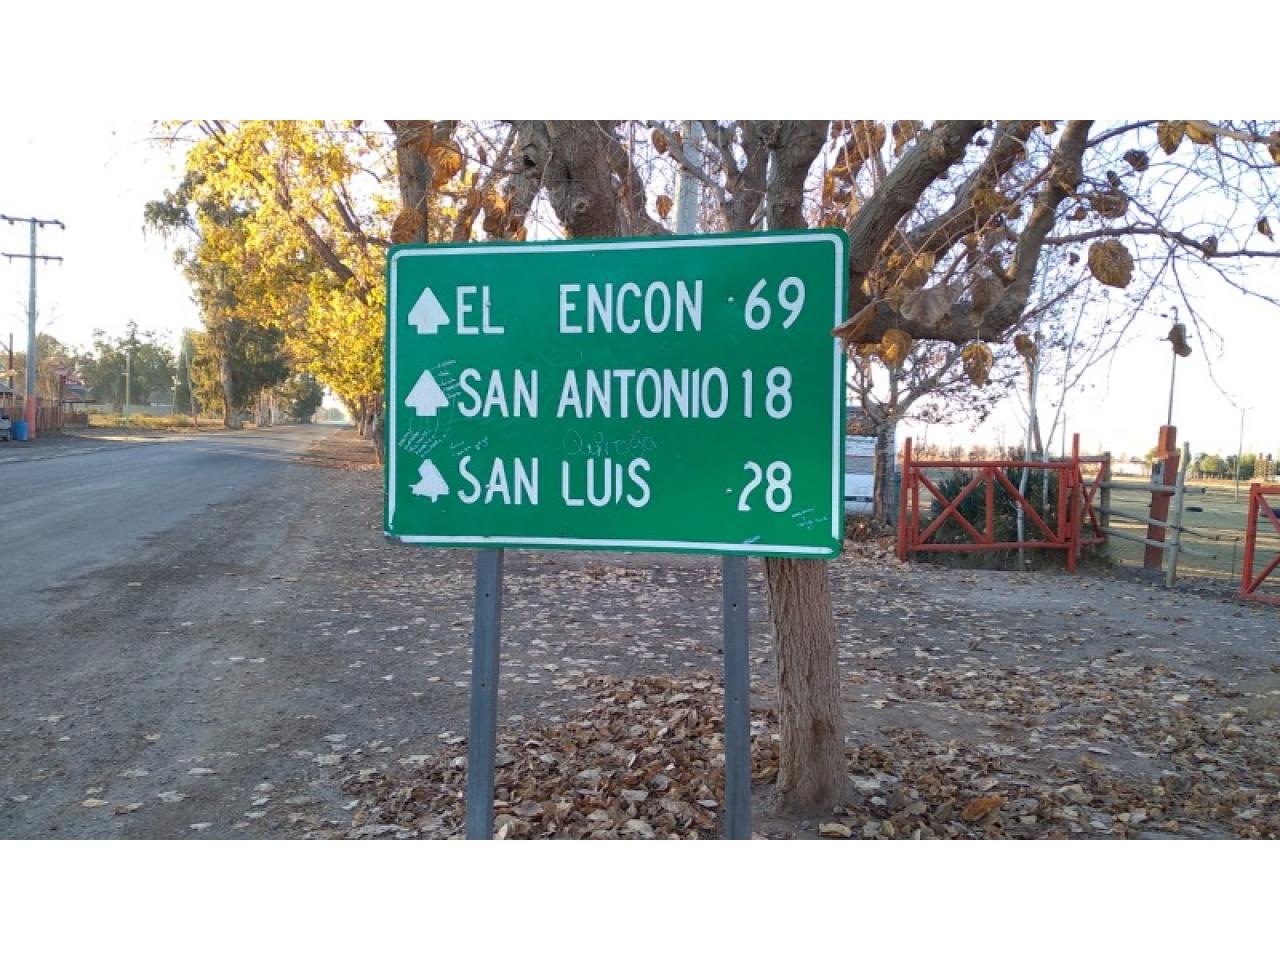 EL ENCON 69
SAN ANTONIO 18
SAN LUIS 28